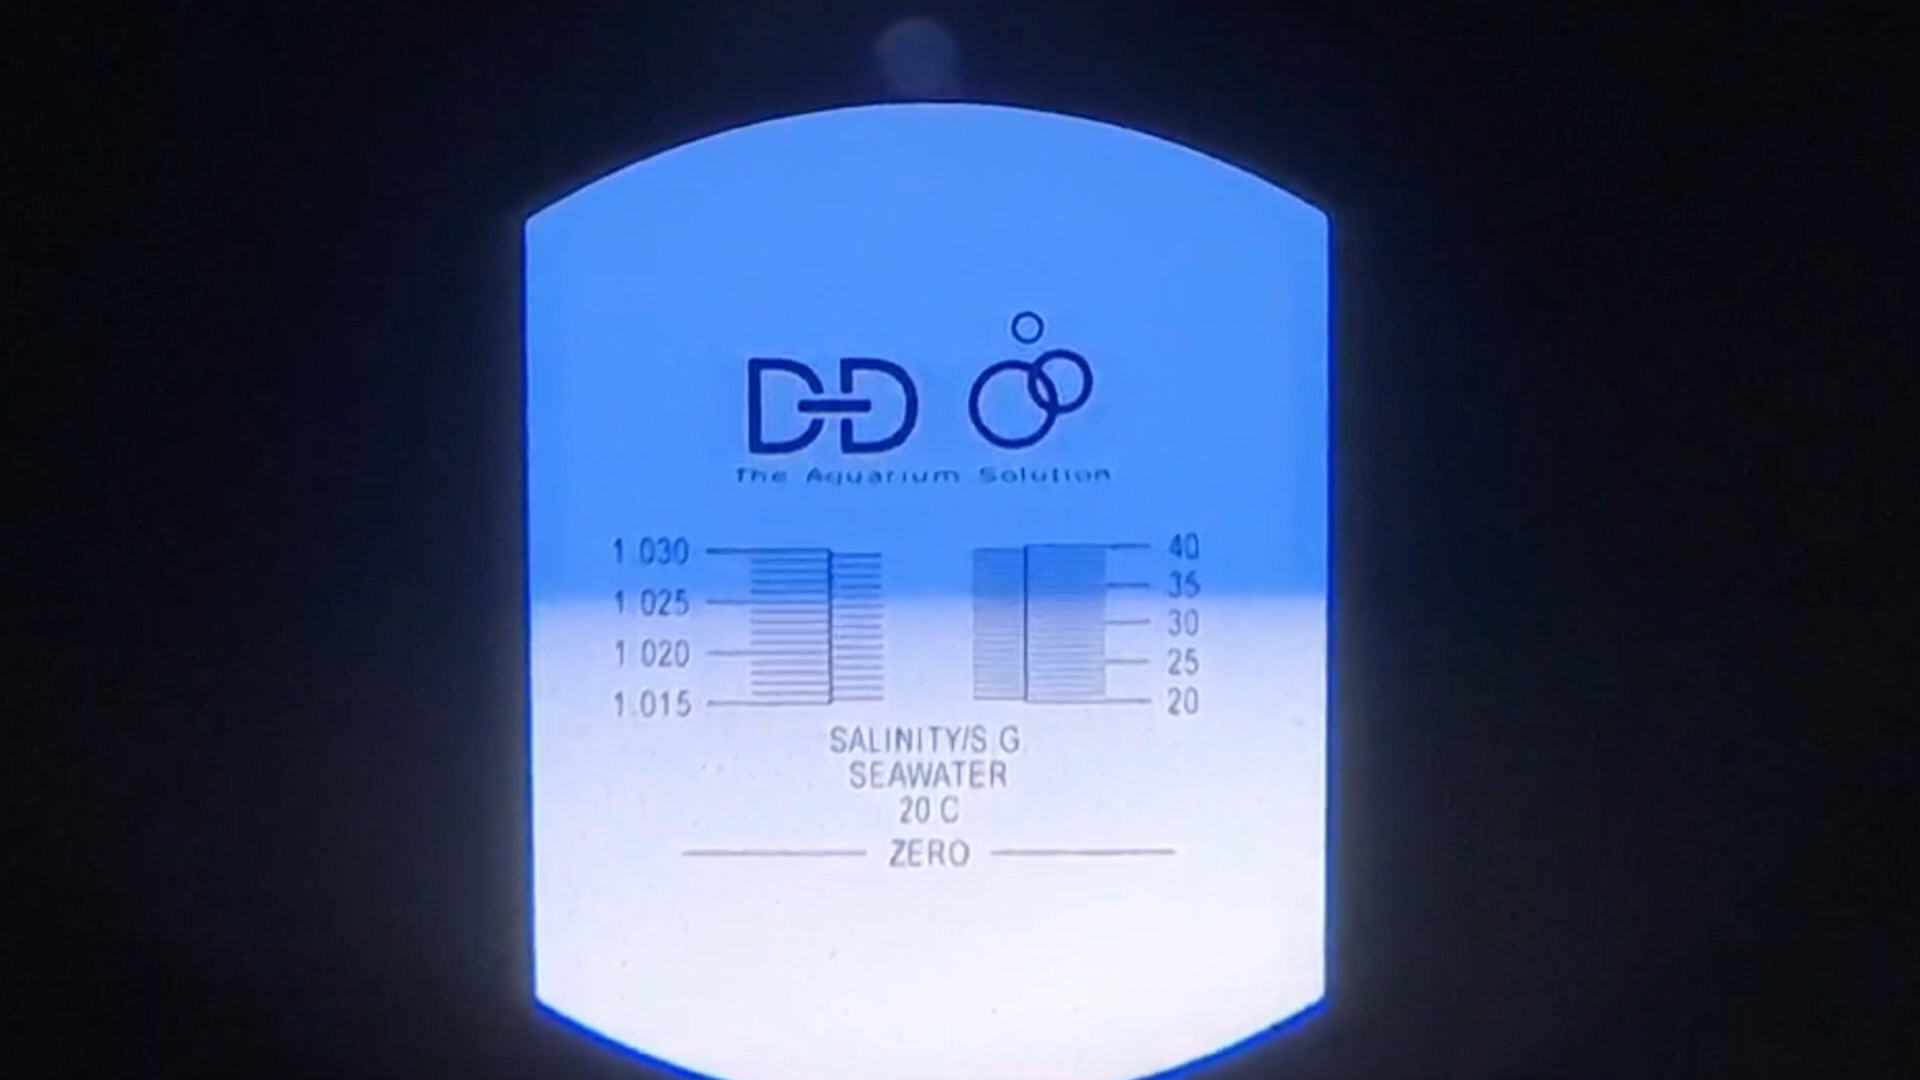 D-D
The Aquarium Solution
1.030 40
1.025 35
30
1.020 25
1.015 20
SALINITY/S.G.
SEAWATER
20 C
ZERO